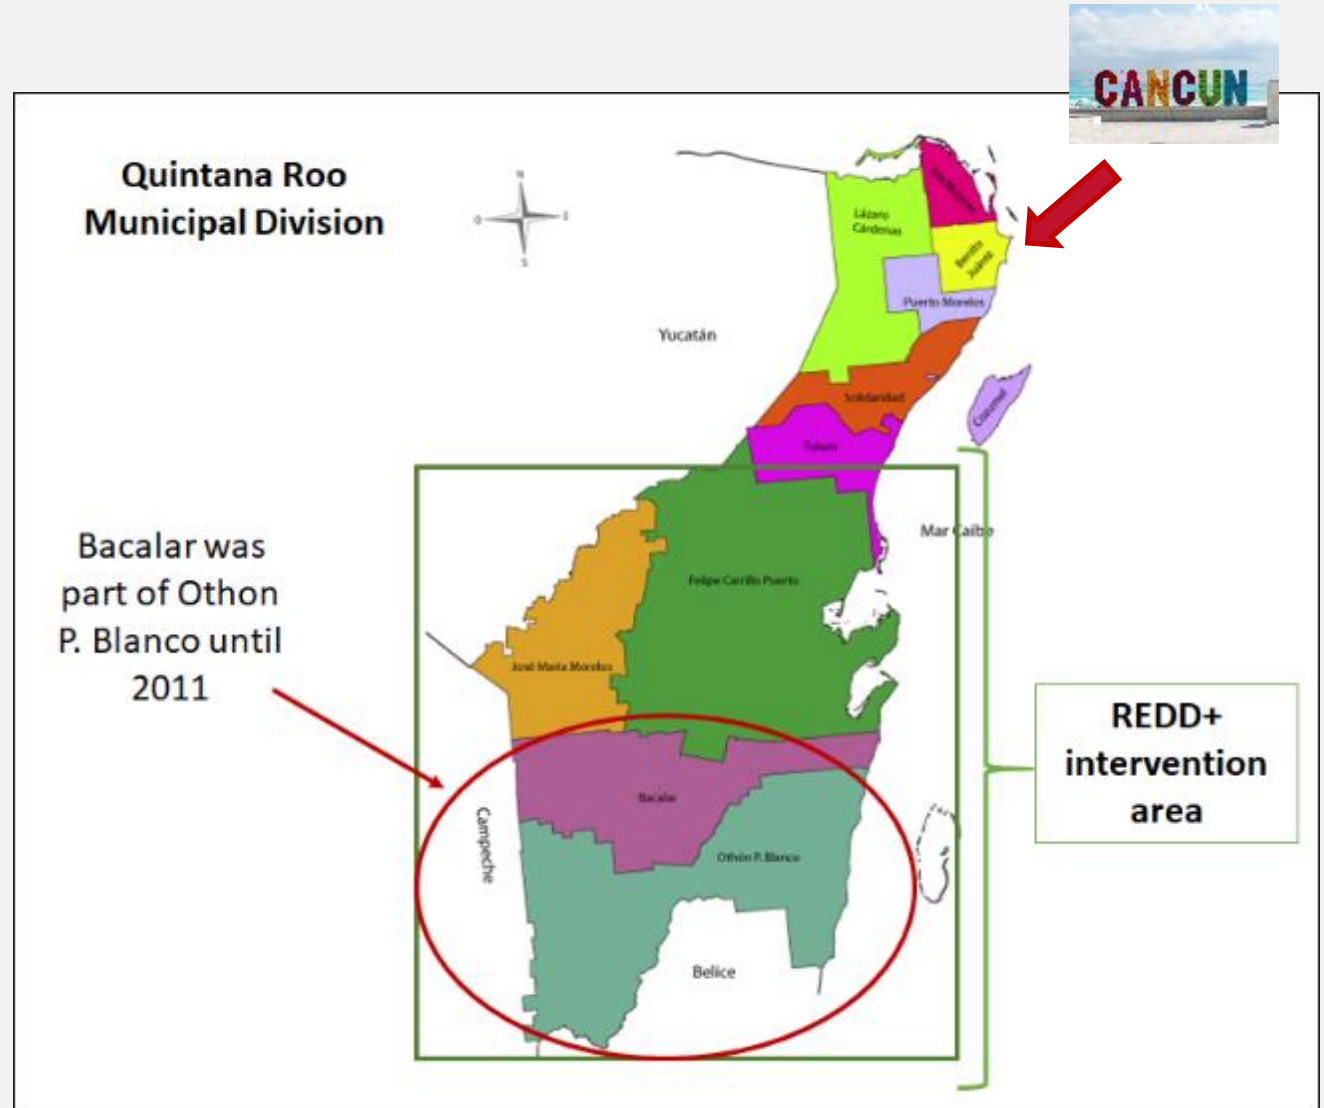 CANCUN
Quintana Roo
Municipal Division
N
O
E
S
Isla Mujeres
Lázaro
Cárdenas
Benito
Juárez
Puerto Morelos
Yucatán
Solidaridad
Cozumel
Tulum
Mar Caibe
Bacalar was
part of Othon
P. Blanco until
2011
Felipe Carrillo Puerto
José María Morelos
REDD+
intervention
area
Bacalar
Campeche
Othón P. Blanco
Belice